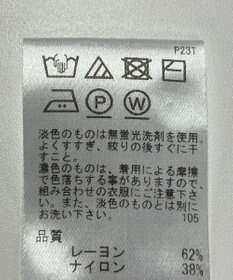 P23T
淡色のものは無蛍光洗剤を使用。
よくすすぎ、絞りの後すぐに干
すこと。
濃色のものは、着用による摩擦
で色落ちする事がありますので、
組み合わせの衣服にご注意下さ
い。また、淡色のものとは別に
お洗い下さい。 105
品質
レーヨン 62%
ナイロン 38%